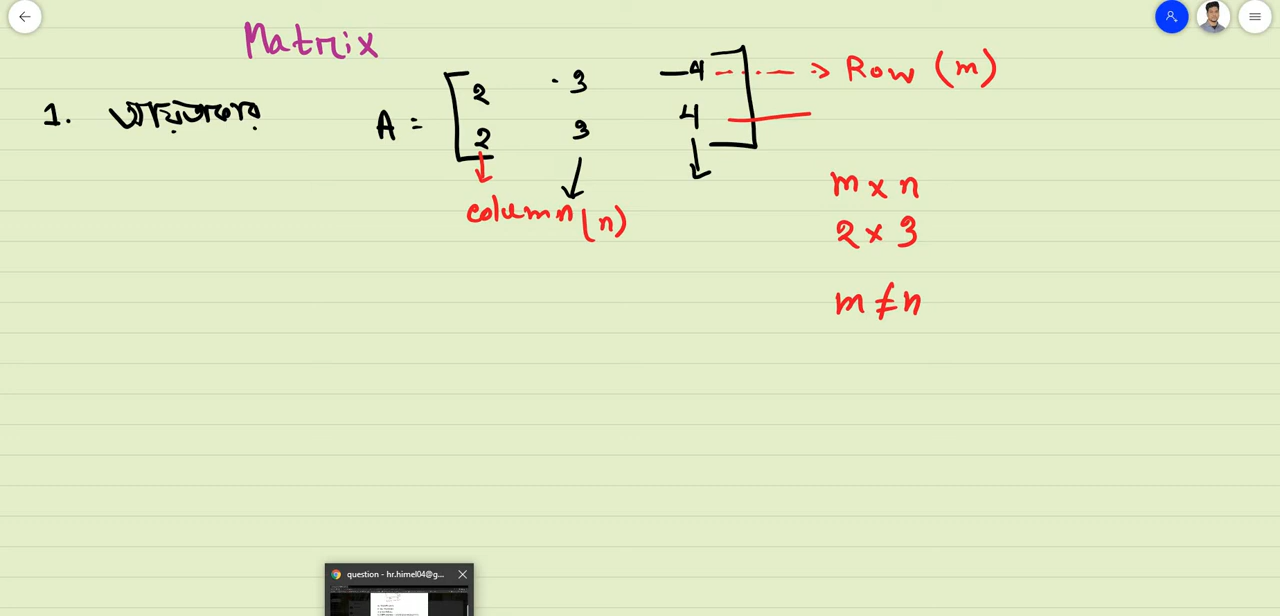 Matrix
1. আয়তাকার
A = [ 2 · 3 —4 -----> Row (m)
2 3 4 ]
column (n)
m × n
2 × 3
m ≠ n
question - hr.himel04@g...